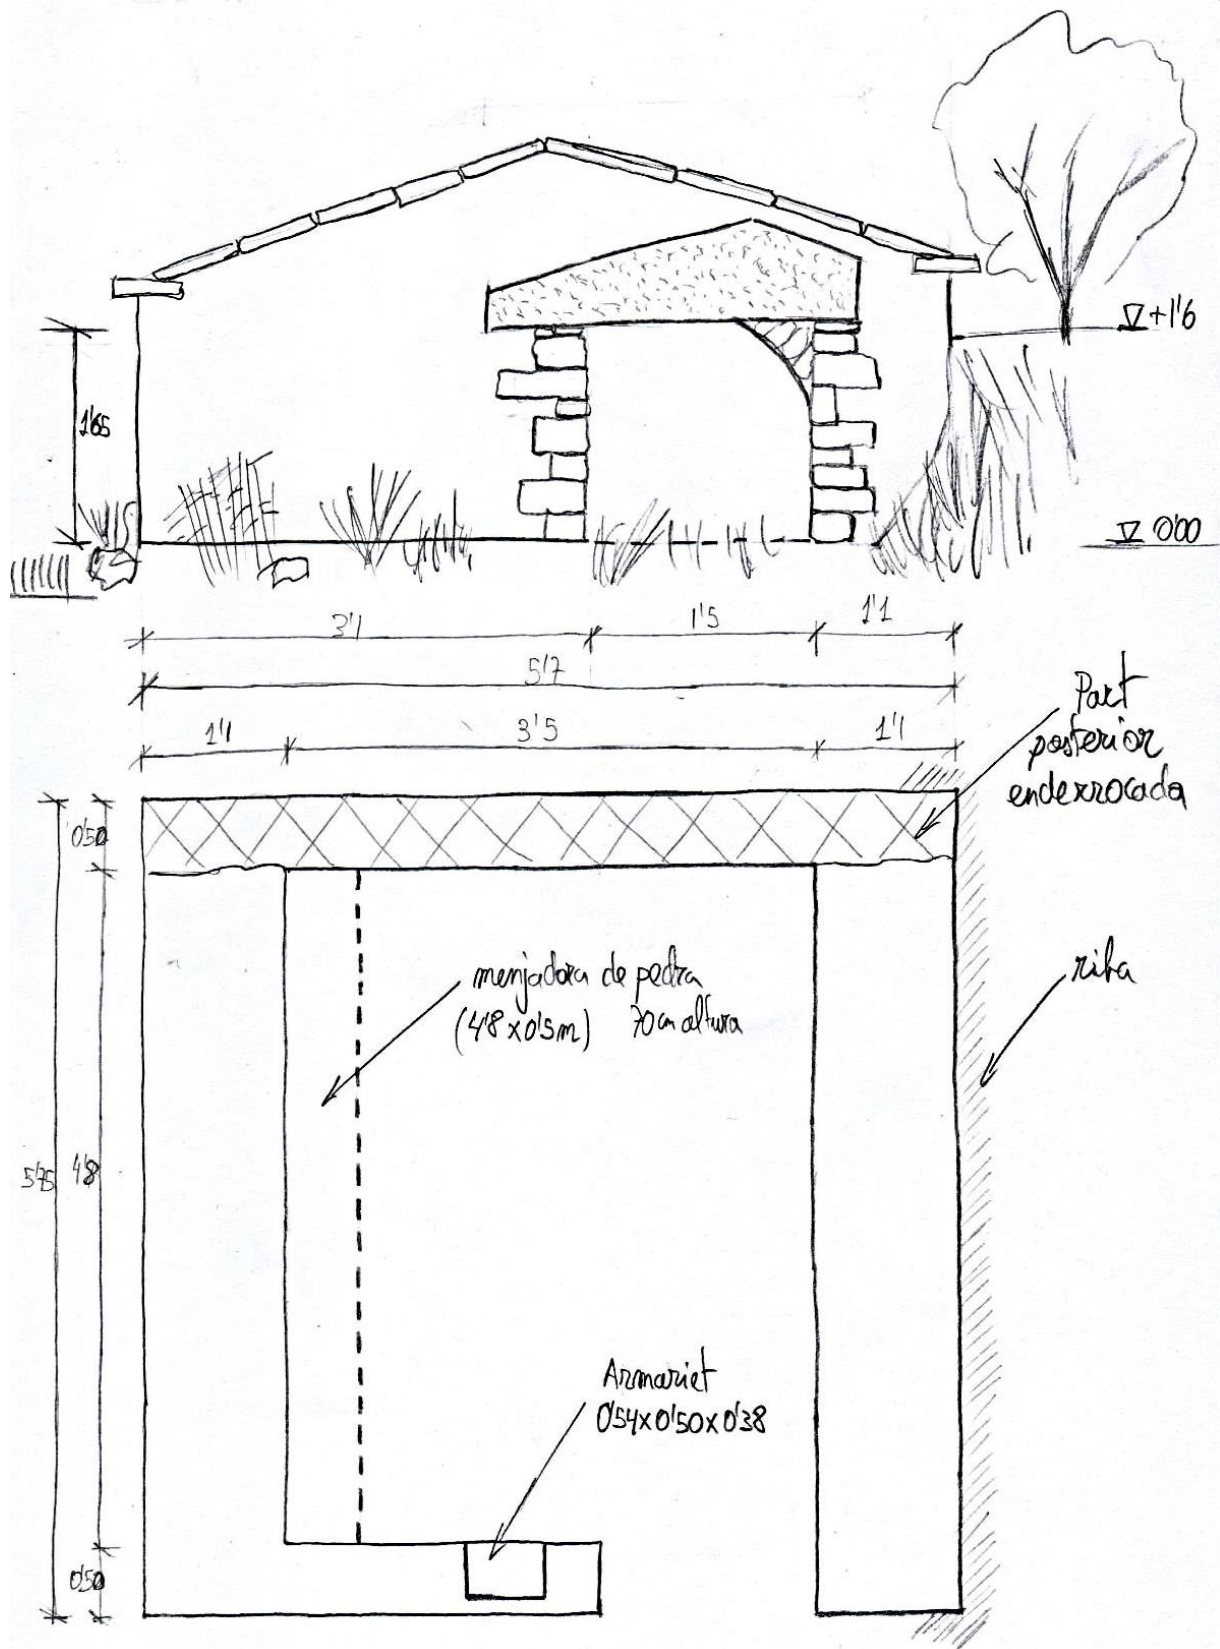 ∇+1'6
1'65
∇ 0'00
3'1
1'5
1'1
5'7
1'1
3'5
1'1
Part
posterior
enderrocada
0'50
menjadora de pedra
(4'8 x 0'5m) 70 cm altura
riba
5'75
4'8
Armariet
0'54x0'50x0'38
0'50